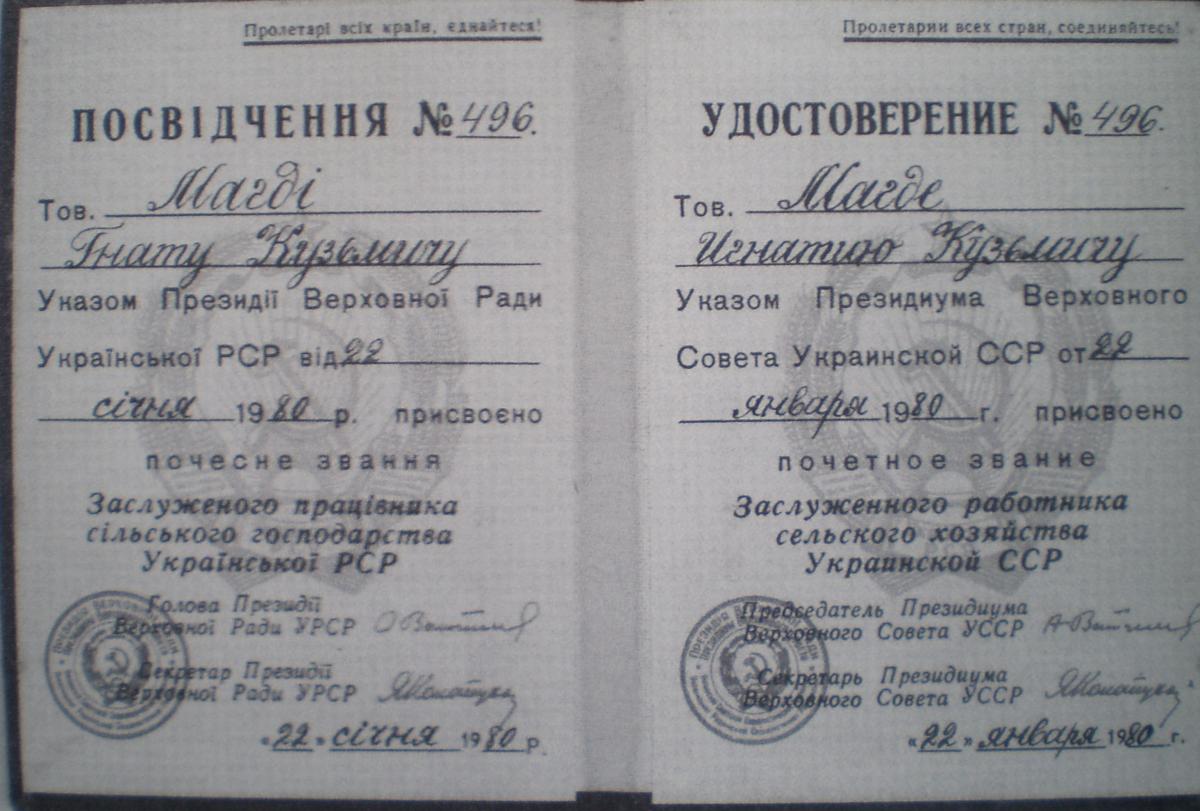 Пролетарі всіх країн, єднайтеся!
ПОСВІДЧЕННЯ № 496.
Тов. Магді
Гнату Кузьмичу
Указом Президії Верховної Ради
Української РСР від 22
січня 1980 р. присвоєно
почесне звання
Заслуженого працівника
сільського господарства
Української РСР
Голова Президії
Верховної Ради УРСР
Секретар Президії
Верховної Ради УРСР
«22» січня 1980 р.
Пролетарии всех стран, соединяйтесь!
УДОСТОВЕРЕНИЕ № 496.
Тов. Магде
Игнатию Кузьмичу
Указом Президиума Верховного
Совета Украинской ССР от 22
января 1980 г. присвоено
почетное звание
Заслуженного работника
сельского хозяйства
Украинской ССР
Председатель Президиума
Верховного Совета УССР
Секретарь Президиума
Верховного Совета УССР
«22» января 1980 г.